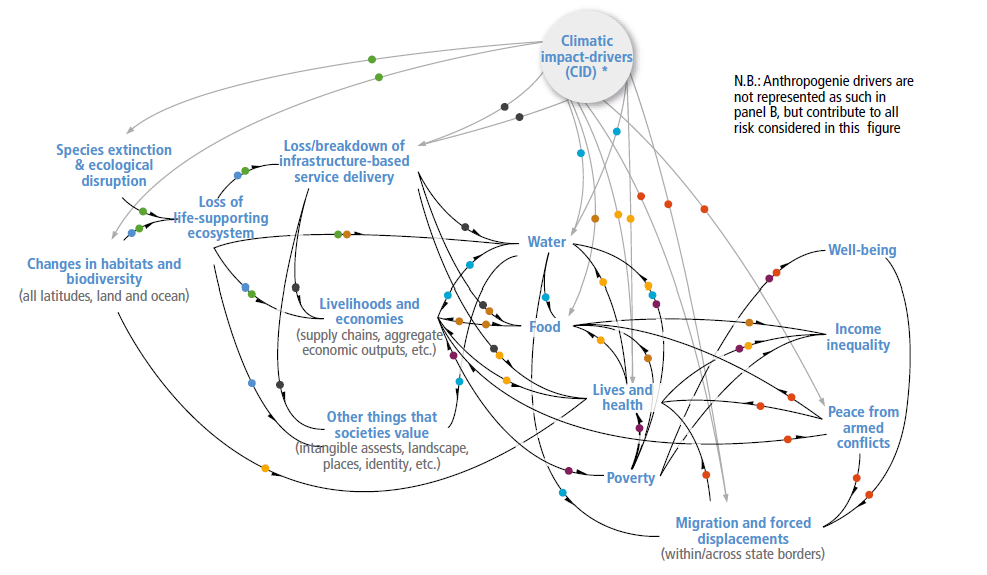 Climatic
impact-drivers
(CID) *
N.B.: Anthropogenie drivers are
not represented as such in
panel B, but contribute to all
risk considered in this figure
Species extinction
& ecological
disruption
Loss/breakdown of
infrastructure-based
service delivery
Loss of
life-supporting
ecosystem
Changes in habitats and
biodiversity
(all latitudes, land and ocean)
Water
Well-being
Livelihoods and
economies
(supply chains, aggregate
economic outputs, etc.)
Food
Income
inequality
Lives and
health
Other things that
societies value
(intangible assests, landscape,
places, identity, etc.)
Peace from
armed
conflicts
Poverty
Migration and forced
displacements
(within/across state borders)